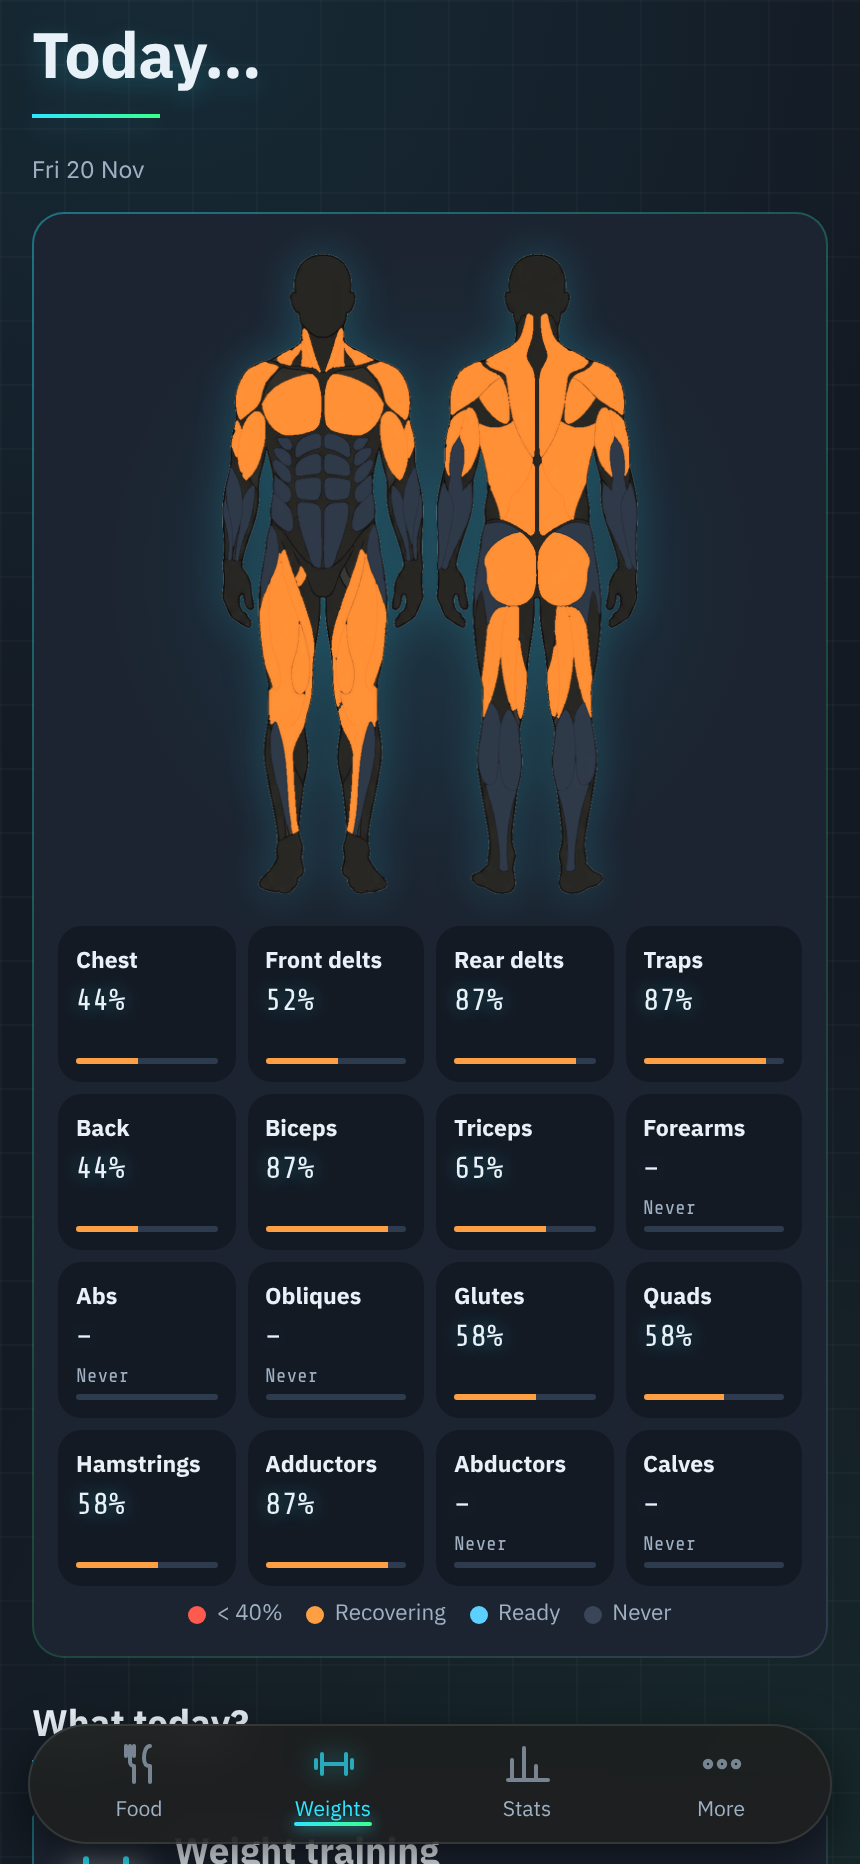 Today...
Fri 20 Nov
Chest
44%
Front delts
52%
Rear delts
87%
Traps
87%
Back
44%
Biceps
87%
Triceps
65%
Forearms
–
Never
Abs
–
Never
Obliques
–
Never
Glutes
58%
Quads
58%
Hamstrings
58%
Adductors
87%
Abductors
–
Never
Calves
–
Never
< 40% Recovering Ready Never
What today?
Food Weights Stats More
Weight training